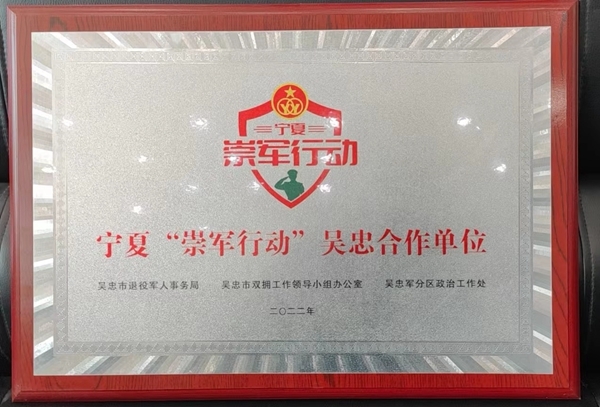 宁夏
崇军行动
宁夏“崇军行动”吴忠合作单位
吴忠市退役军人事务局 吴忠市双拥工作领导小组办公室 吴忠军分区政治工作处
二〇二二年